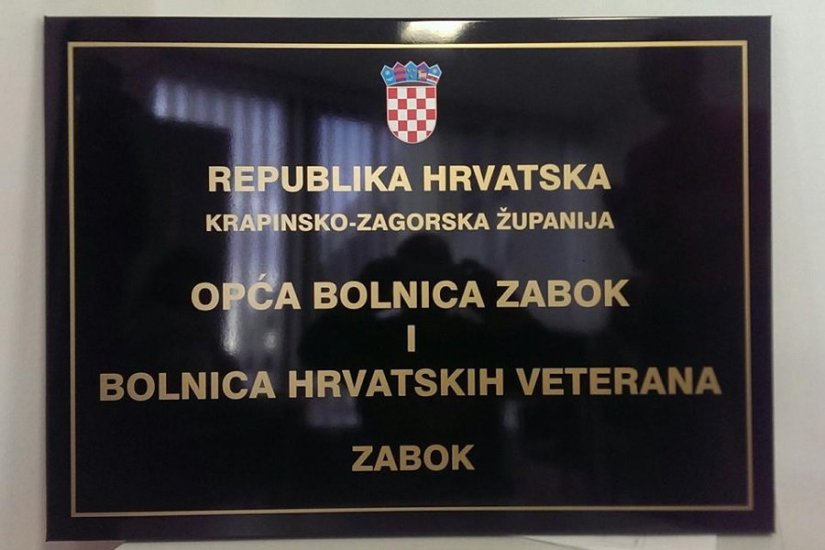 REPUBLIKA HRVATSKA
KRAPINSKO-ZAGORSKA ŽUPANIJA
OPĆA BOLNICA ZABOK
I
BOLNICA HRVATSKIH VETERANA
ZABOK